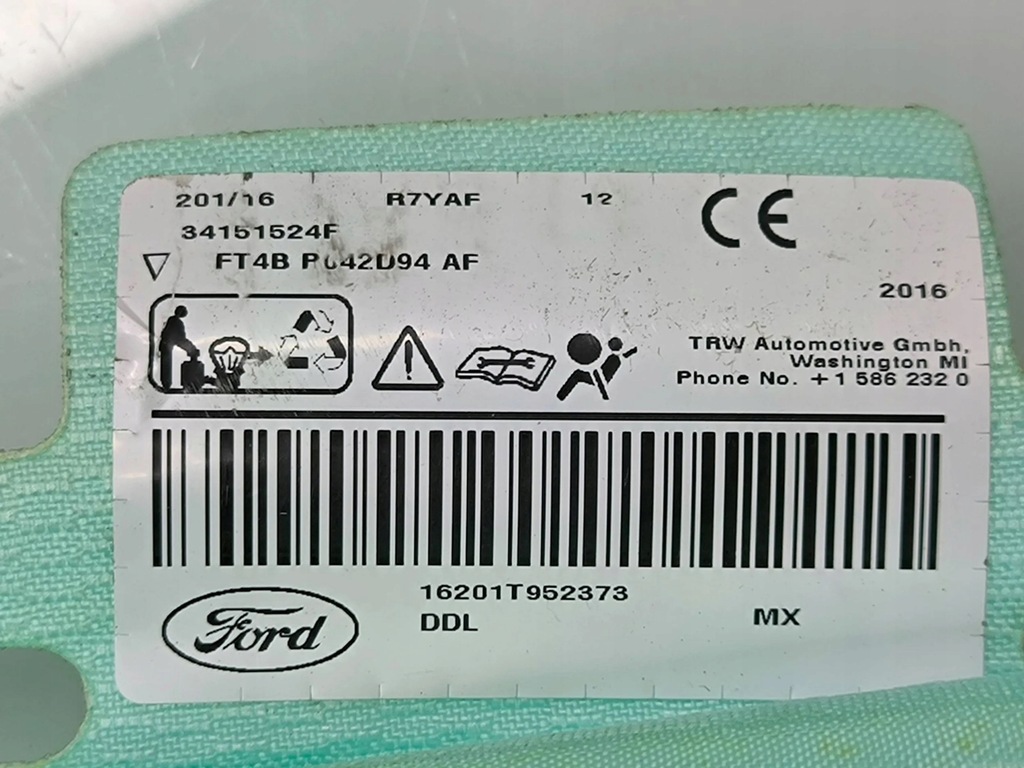 201/16 R7YAF 12
34151524F
FT4B AF
CE
2016
TRW Automotive Gmbh,
Washington MI
Phone No. +1 586 232 0
16201T952373
Ford
DDL MX